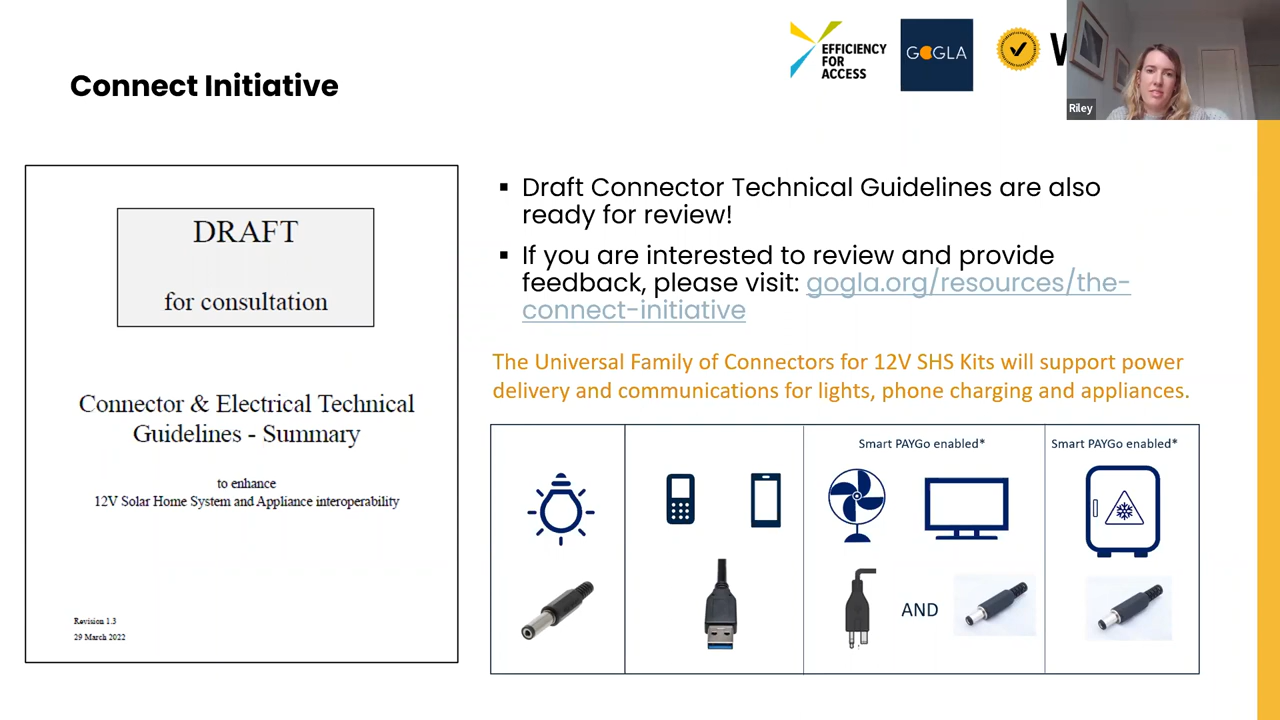 Connect Initiative
EFFICIENCY
FOR
ACCESS
GOGLA
Riley
DRAFT
for consultation
Connector & Electrical Technical
Guidelines - Summary
to enhance
12V Solar Home System and Appliance interoperability
Revision 1.3
29 March 2022
▪ Draft Connector Technical Guidelines are also
ready for review!
▪ If you are interested to review and provide
feedback, please visit: gogla.org/resources/the-
connect-initiative
The Universal Family of Connectors for 12V SHS Kits will support power
delivery and communications for lights, phone charging and appliances.
Smart PAYGo enabled*
Smart PAYGo enabled*
AND